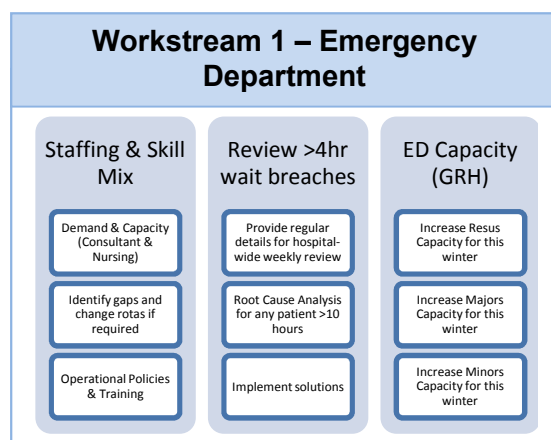 Workstream 1 – Emergency
Department
Staffing & Skill
Mix
Demand & Capacity
(Consultant &
Nursing)
Identify gaps and
change rotas if
required
Operational Policies
& Training
Review >4hr
wait breaches
Provide regular
details for hospital-
wide weekly review
Root Cause Analysis
for any patient >10
hours
Implement solutions
ED Capacity
(GRH)
Increase Resus
Capacity for this
winter
Increase Majors
Capacity for this
winter
Increase Minors
Capacity for this
winter